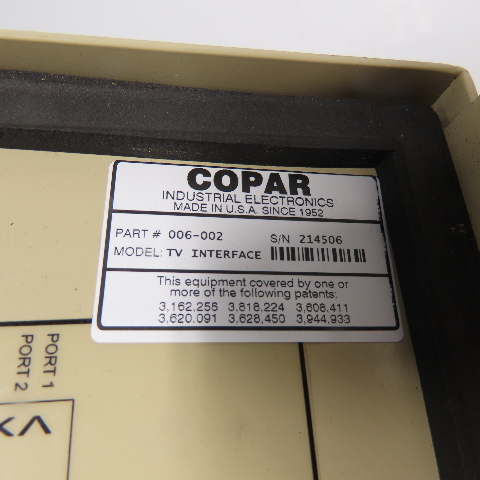 COPAR
INDUSTRIAL ELECTRONICS
MADE IN U.S.A. SINCE 1952
PART # 006-002 S/N 214506
MODEL: TV INTERFACE
This equipment covered by one or
more of the following patents:
3,162,258 3,818,224 3,608,411
3,620,091 3,628,450 3,944,933
PORT 1
PORT 2